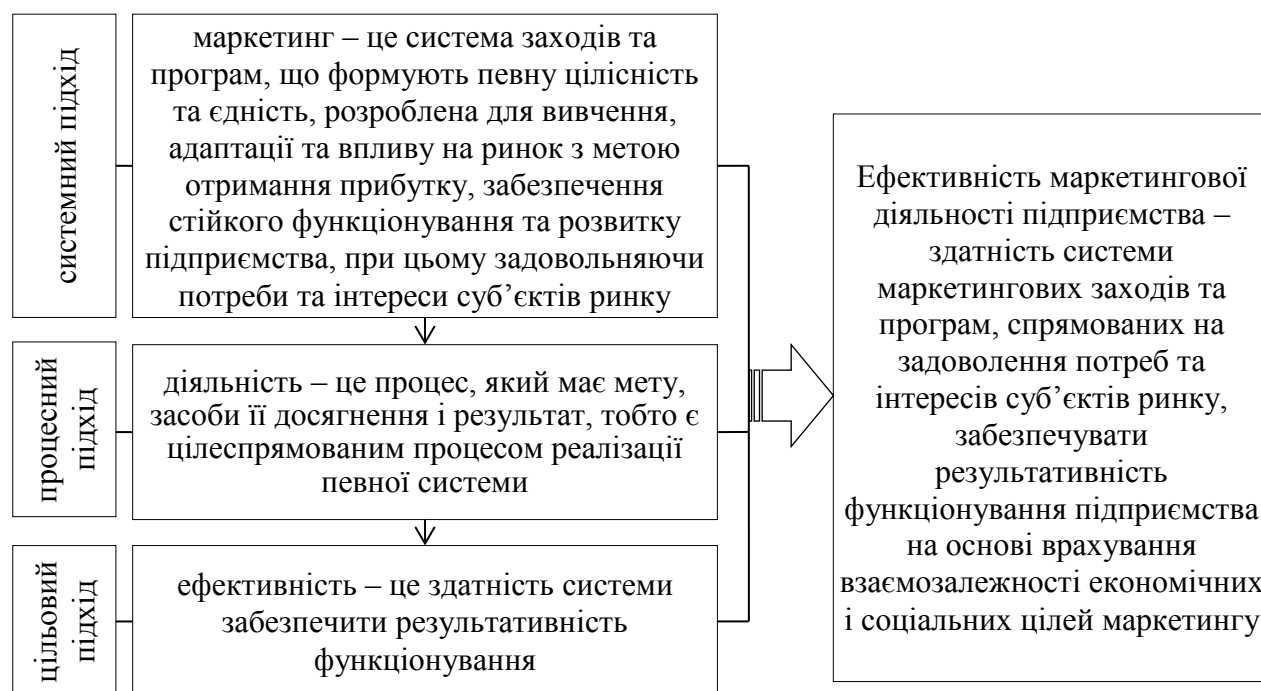 системний підхід
маркетинг – це система заходів та
програм, що формують певну цілісність
та єдність, розроблена для вивчення,
адаптації та впливу на ринок з метою
отримання прибутку, забезпечення
стійкого функціонування та розвитку
підприємства, при цьому задовольняючи
потреби та інтереси суб’єктів ринку
процесний
підхід
діяльність – це процес, який має мету,
засоби її досягнення і результат, тобто є
цілеспрямованим процесом реалізації
певної системи
цільовий
підхід
ефективність – це здатність системи
забезпечити результативність
функціонування
Ефективність маркетингової
діяльності підприємства –
здатність системи
маркетингових заходів та
програм, спрямованих на
задоволення потреб та
інтересів суб’єктів ринку,
забезпечувати
результативність
функціонування підприємства
на основі врахування
взаємозалежності економічних
і соціальних цілей маркетингу